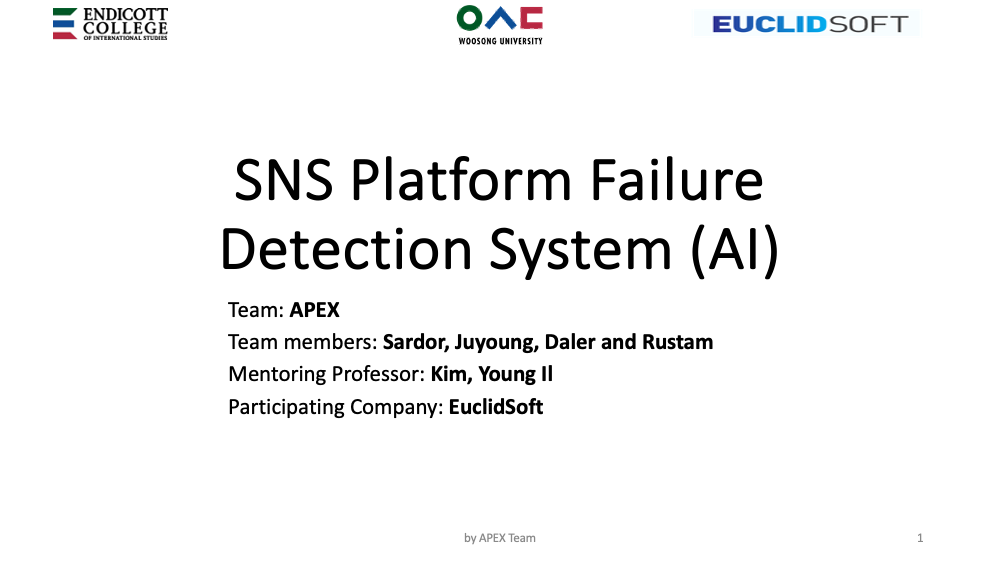 ENDICOTT
COLLEGE
OF INTERNATIONAL STUDIES
WOOSONG UNIVERSITY
EUCLIDSOFT
SNS Platform Failure
Detection System (AI)
Team: APEX
Team members: Sardor, Juyoung, Daler and Rustam
Mentoring Professor: Kim, Young Il
Participating Company: EuclidSoft
by APEX Team
1